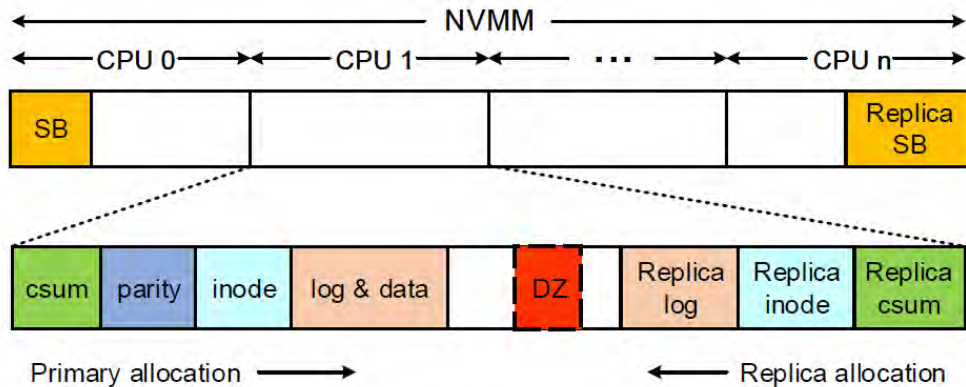 NVMM
CPU 0 CPU 1 ... CPU n
SB Replica
SB
csum parity inode log & data DZ Replica
log Replica
inode Replica
csum
Primary allocation Replica allocation